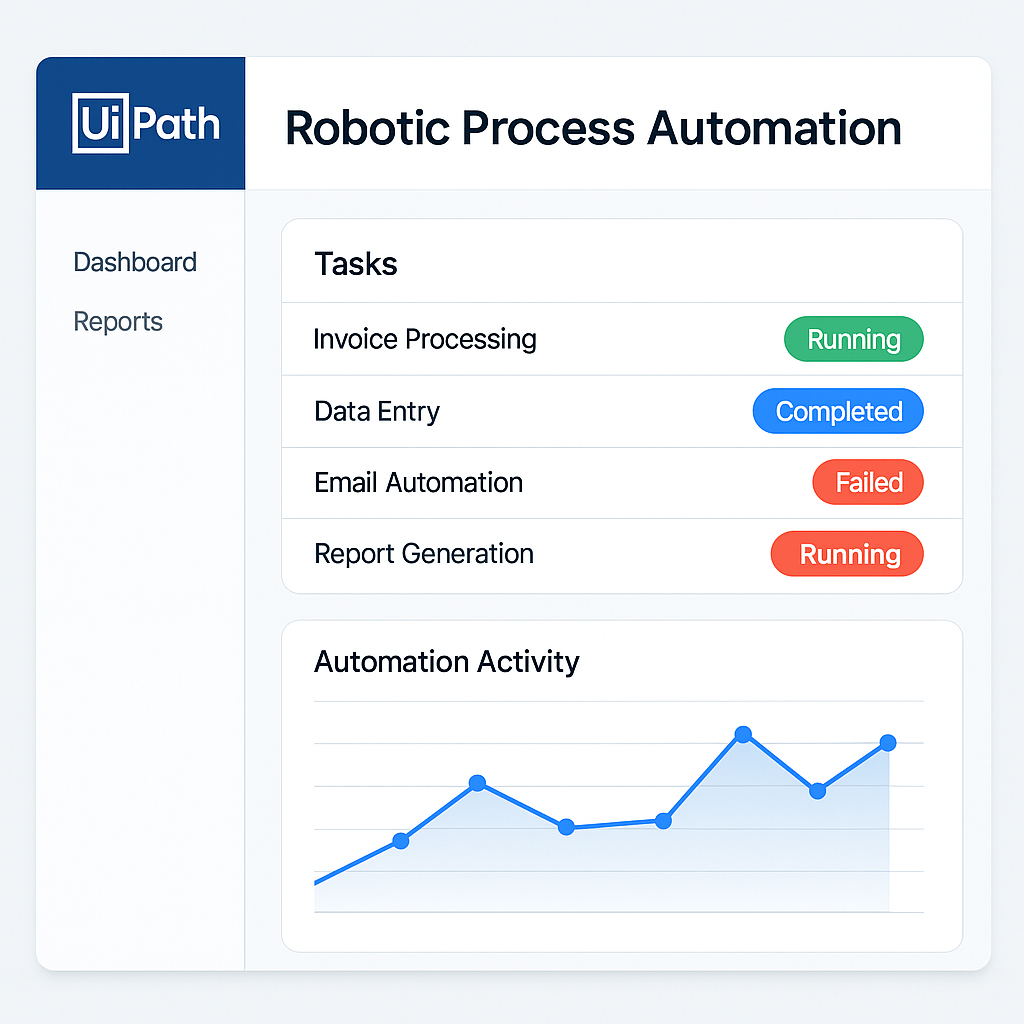 UiPath
Robotic Process Automation
Dashboard
Reports
Tasks
Invoice Processing Running
Data Entry Completed
Email Automation Failed
Report Generation Running
Automation Activity